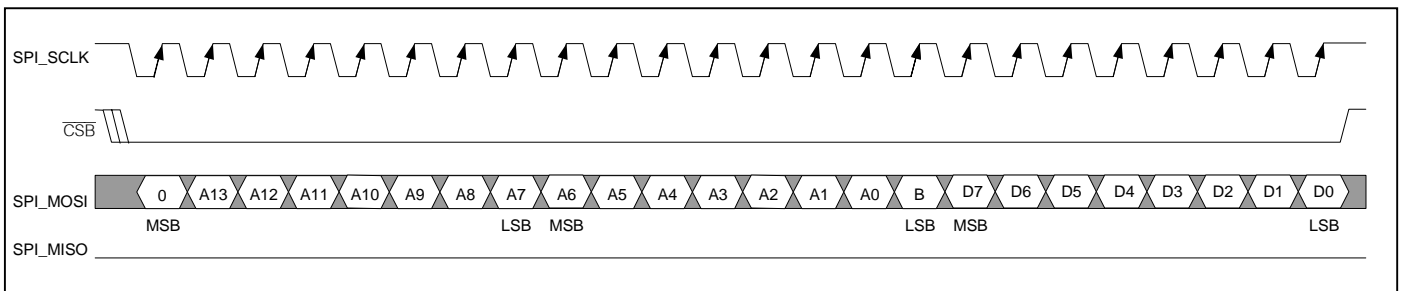 SPI_SCLK
CSB
SPI_MOSI 0 A13 A12 A11 A10 A9 A8 A7 A6 A5 A4 A3 A2 A1 A0 B D7 D6 D5 D4 D3 D2 D1 D0
MSB LSB MSB LSB MSB LSB
SPI_MISO